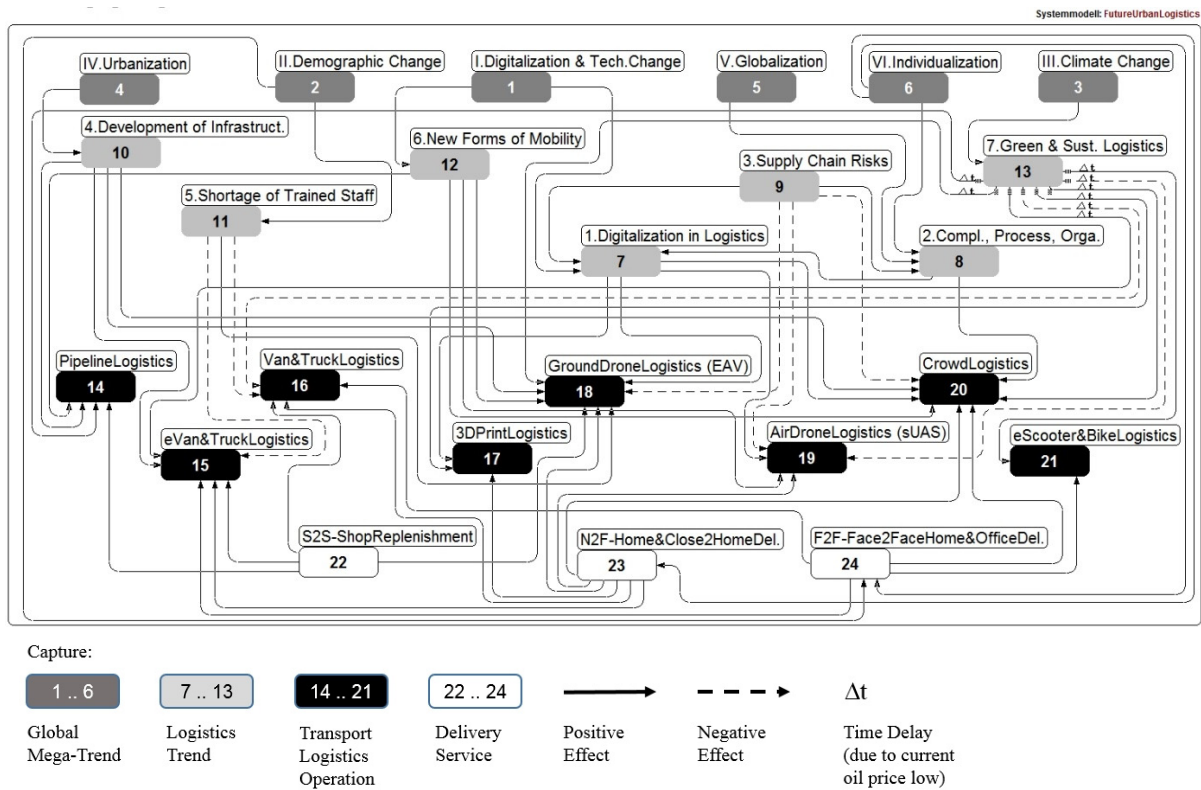 Systemmodell: FutureUrbanLogistics
IV.Urbanization
4
II.Demographic Change
2
I.Digitalization & Tech.Change
1
V.Globalization
5
VI.Individualization
6
III.Climate Change
3
4.Development of Infrastruct.
10
6.New Forms of Mobility
12
3.Supply Chain Risks
9
7.Green & Sust. Logistics
13
Δ t
Δ t
Δ t
Δ t
Δ t
Δ t
5.Shortage of Trained Staff
11
1.Digitalization in Logistics
7
2.Compl., Process, Orga.
8
PipelineLogistics
14
Van&TruckLogistics
16
GroundDroneLogistics (EAV)
18
CrowdLogistics
20
eVan&TruckLogistics
15
3DPrintLogistics
17
AirDroneLogistics (sUAS)
19
eScooter&BikeLogistics
21
S2S-ShopReplenishment
22
N2F-Home&Close2HomeDel.
23
F2F-Face2FaceHome&OfficeDel.
24
Capture:
1 .. 6
7 .. 13
14 .. 21
22 .. 24
Δt
Global
Mega-Trend
Logistics
Trend
Transport
Logistics
Operation
Delivery
Service
Positive
Effect
Negative
Effect
Time Delay
(due to current
oil price low)